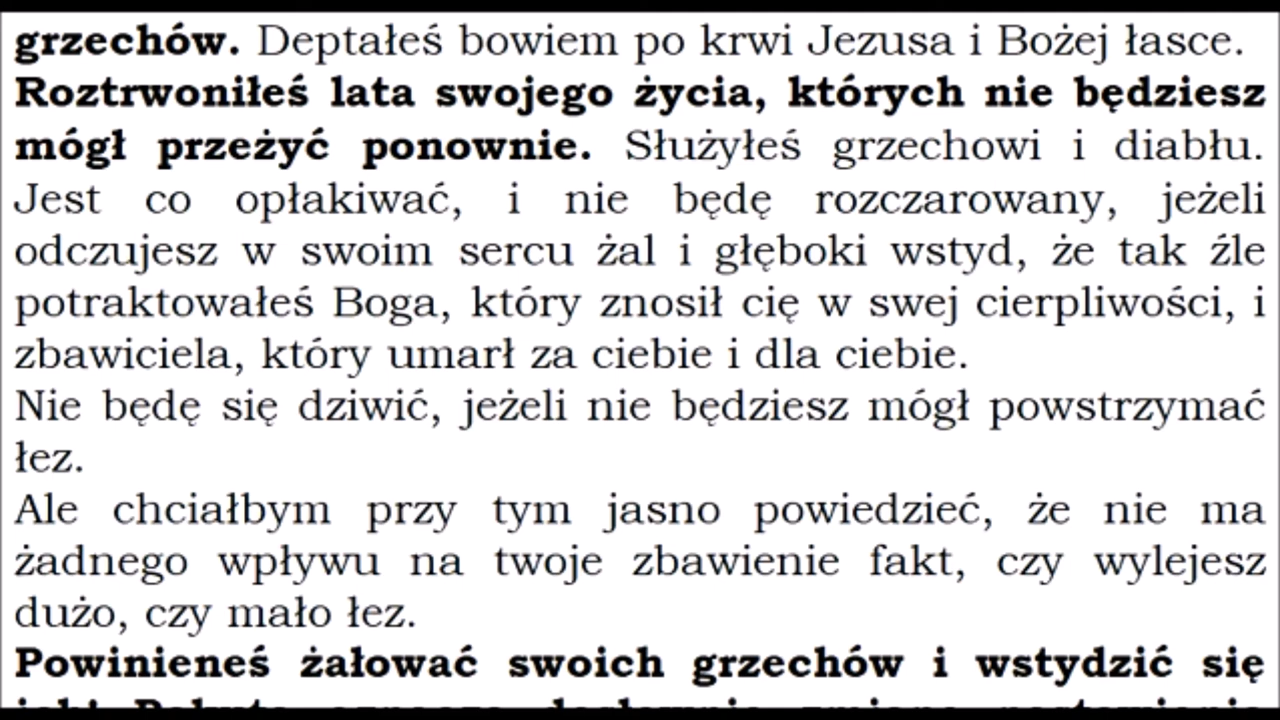 grzechów. Deptałeś bowiem po krwi Jezusa i Bożej łasce.
Roztrwoniłeś lata swojego życia, których nie będziesz
mógł przeżyć ponownie. Służyłeś grzechowi i diabłu.
Jest co opłakiwać, i nie będę rozczarowany, jeżeli
odczujesz w swoim sercu żal i głęboki wstyd, że tak źle
potraktowałeś Boga, który znosił cię w swej cierpliwości, i
zbawiciela, który umarł za ciebie i dla ciebie.
Nie będę się dziwić, jeżeli nie będziesz mógł powstrzymać
łez.
Ale chciałbym przy tym jasno powiedzieć, że nie ma
żadnego wpływu na twoje zbawienie fakt, czy wylejesz
dużo, czy mało łez.
Powinieneś żałować swoich grzechów i wstydzić się